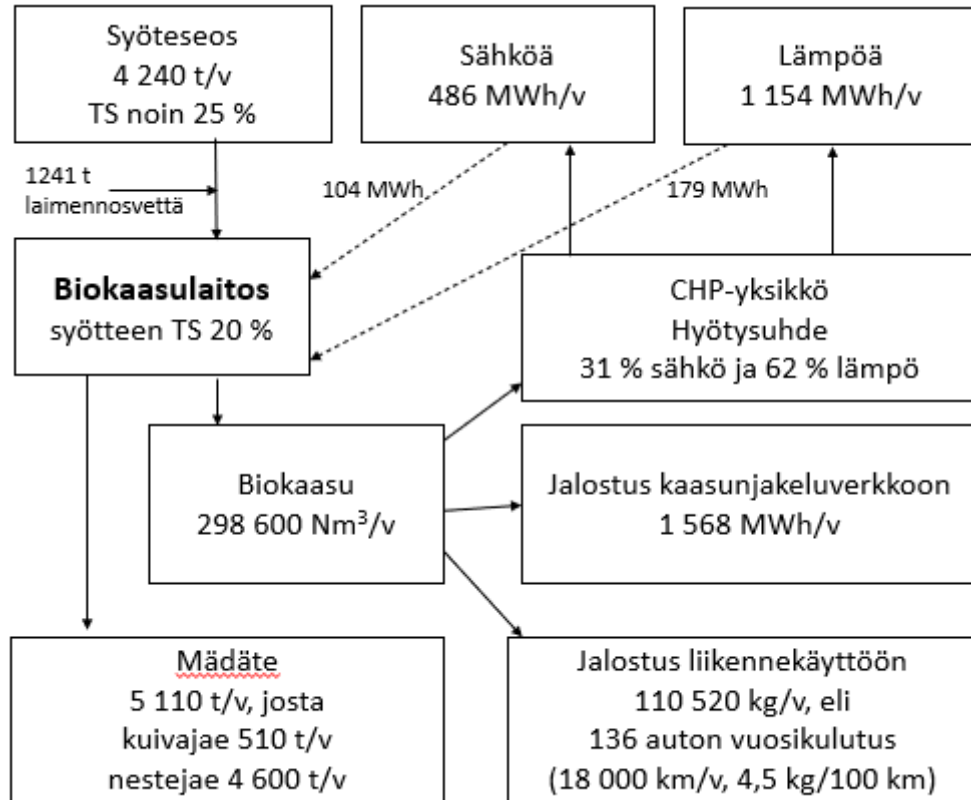 Syöteseos
4 240 t/v
TS noin 25 %
Sähköä
486 MWh/v
Lämpöä
1 154 MWh/v
1241 t
laimennosvettä
104 MWh
179 MWh
Biokaasulaitos
syötteen TS 20 %
CHP-yksikkö
Hyötysuhde
31 % sähkö ja 62 % lämpö
Biokaasu
298 600 Nm³/v
Jalostus kaasunjakeluverkkoon
1 568 MWh/v
Mädäte
5 110 t/v, josta
kuivajae 510 t/v
nestejae 4 600 t/v
Jalostus liikennekäyttöön
110 520 kg/v, eli
136 auton vuosikulutus
(18 000 km/v, 4,5 kg/100 km)